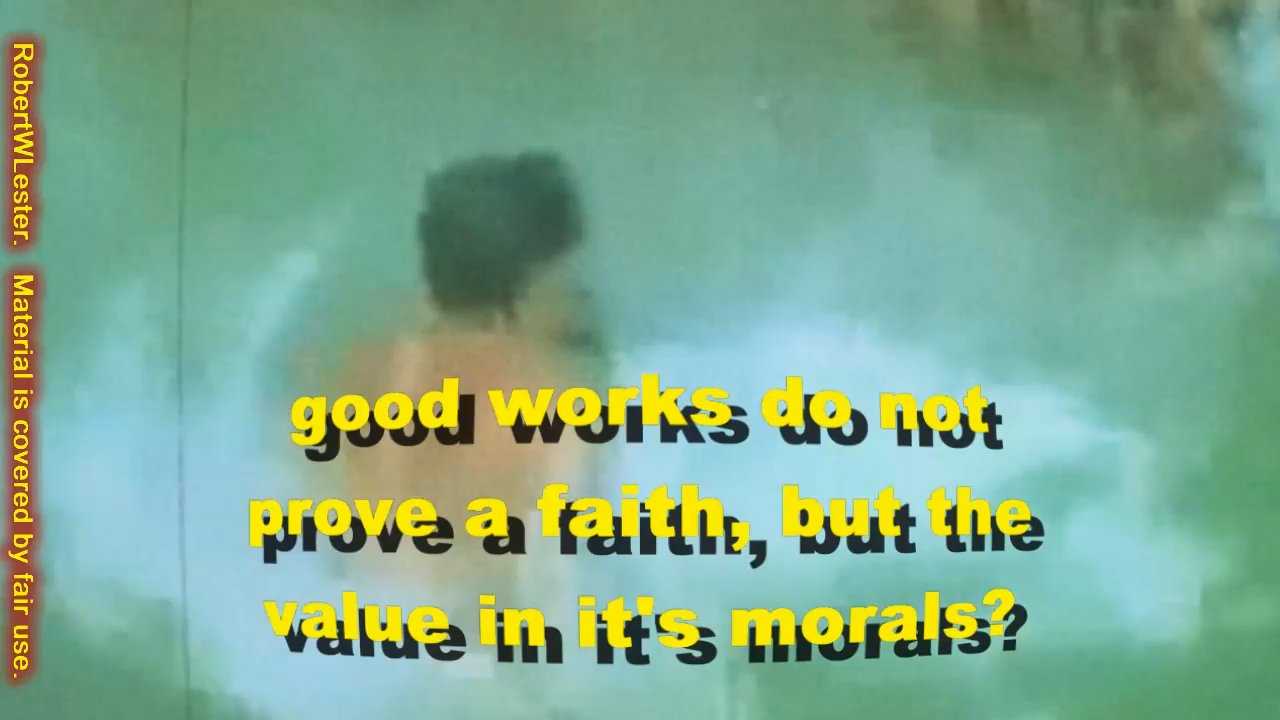 RobertWLester.  Material is covered by fair use.
good works do not
prove a faith, but the
value in it's morals?